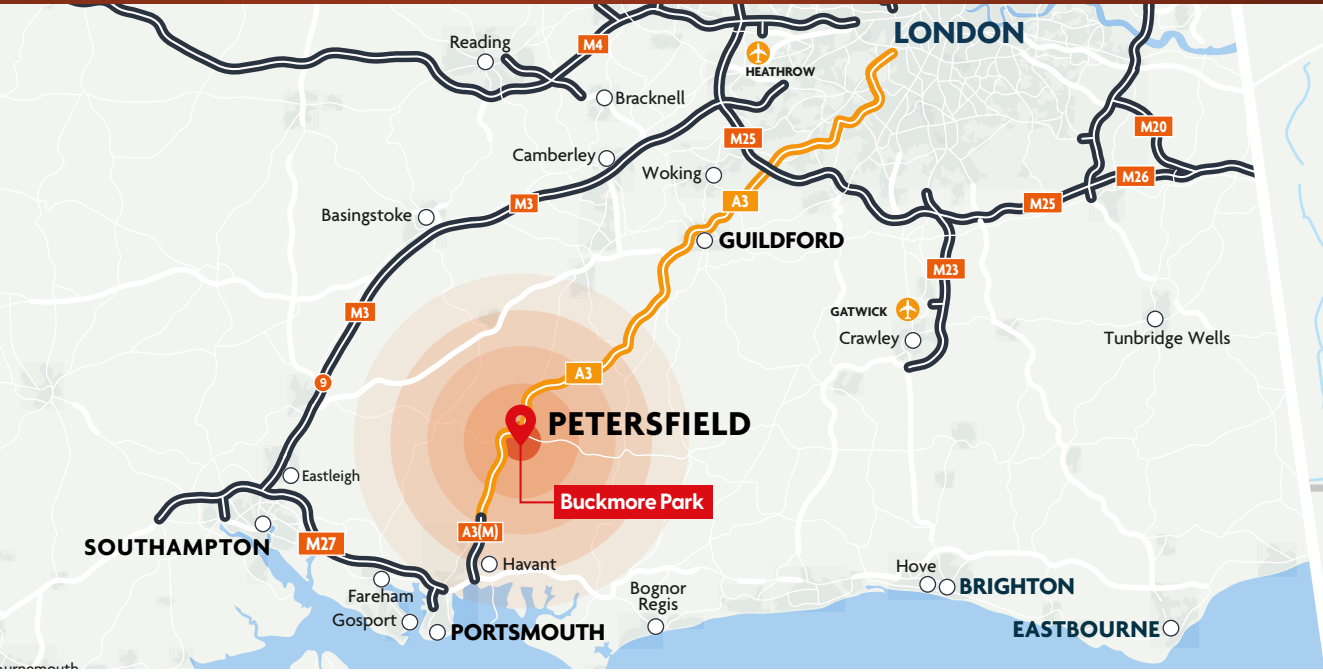 LONDON
Reading
M4
HEATHROW
Bracknell
M20
M25
Camberley
Woking
M26
M3
A3
M25
Basingstoke
GUILDFORD
M23
M3
GATWICK
Crawley
Tunbridge Wells
A3
9
PETERSFIELD
Eastleigh
Buckmore Park
A3(M)
SOUTHAMPTON
M27
Havant
Hove
BRIGHTON
Fareham
Bognor
Regis
Gosport
PORTSMOUTH
EASTBOURNE